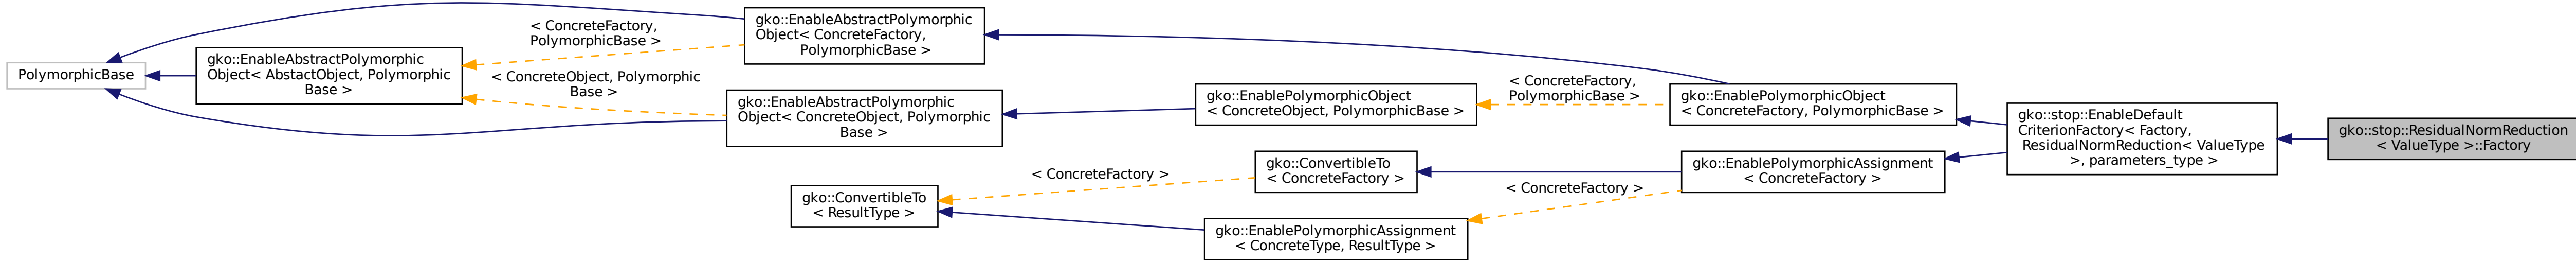 PolymorphicBase
gko::EnableAbstractPolymorphic
Object< AbstactObject, Polymorphic
Base >
< ConcreteFactory,
PolymorphicBase >
< ConcreteObject, Polymorphic
Base >
gko::EnableAbstractPolymorphic
Object< ConcreteFactory,
PolymorphicBase >
gko::EnableAbstractPolymorphic
Object< ConcreteObject, Polymorphic
Base >
gko::ConvertibleTo
< ResultType >
< ConcreteFactory >
gko::EnablePolymorphicObject
< ConcreteObject, PolymorphicBase >
gko::ConvertibleTo
< ConcreteFactory >
gko::EnablePolymorphicAssignment
< ConcreteType, ResultType >
< ConcreteFactory,
PolymorphicBase >
< ConcreteFactory >
gko::EnablePolymorphicObject
< ConcreteFactory, PolymorphicBase >
gko::EnablePolymorphicAssignment
< ConcreteFactory >
gko::stop::EnableDefault
CriterionFactory< Factory,
ResidualNormReduction< ValueType
>, parameters_type >
gko::stop::ResidualNormReduction
< ValueType >::Factory